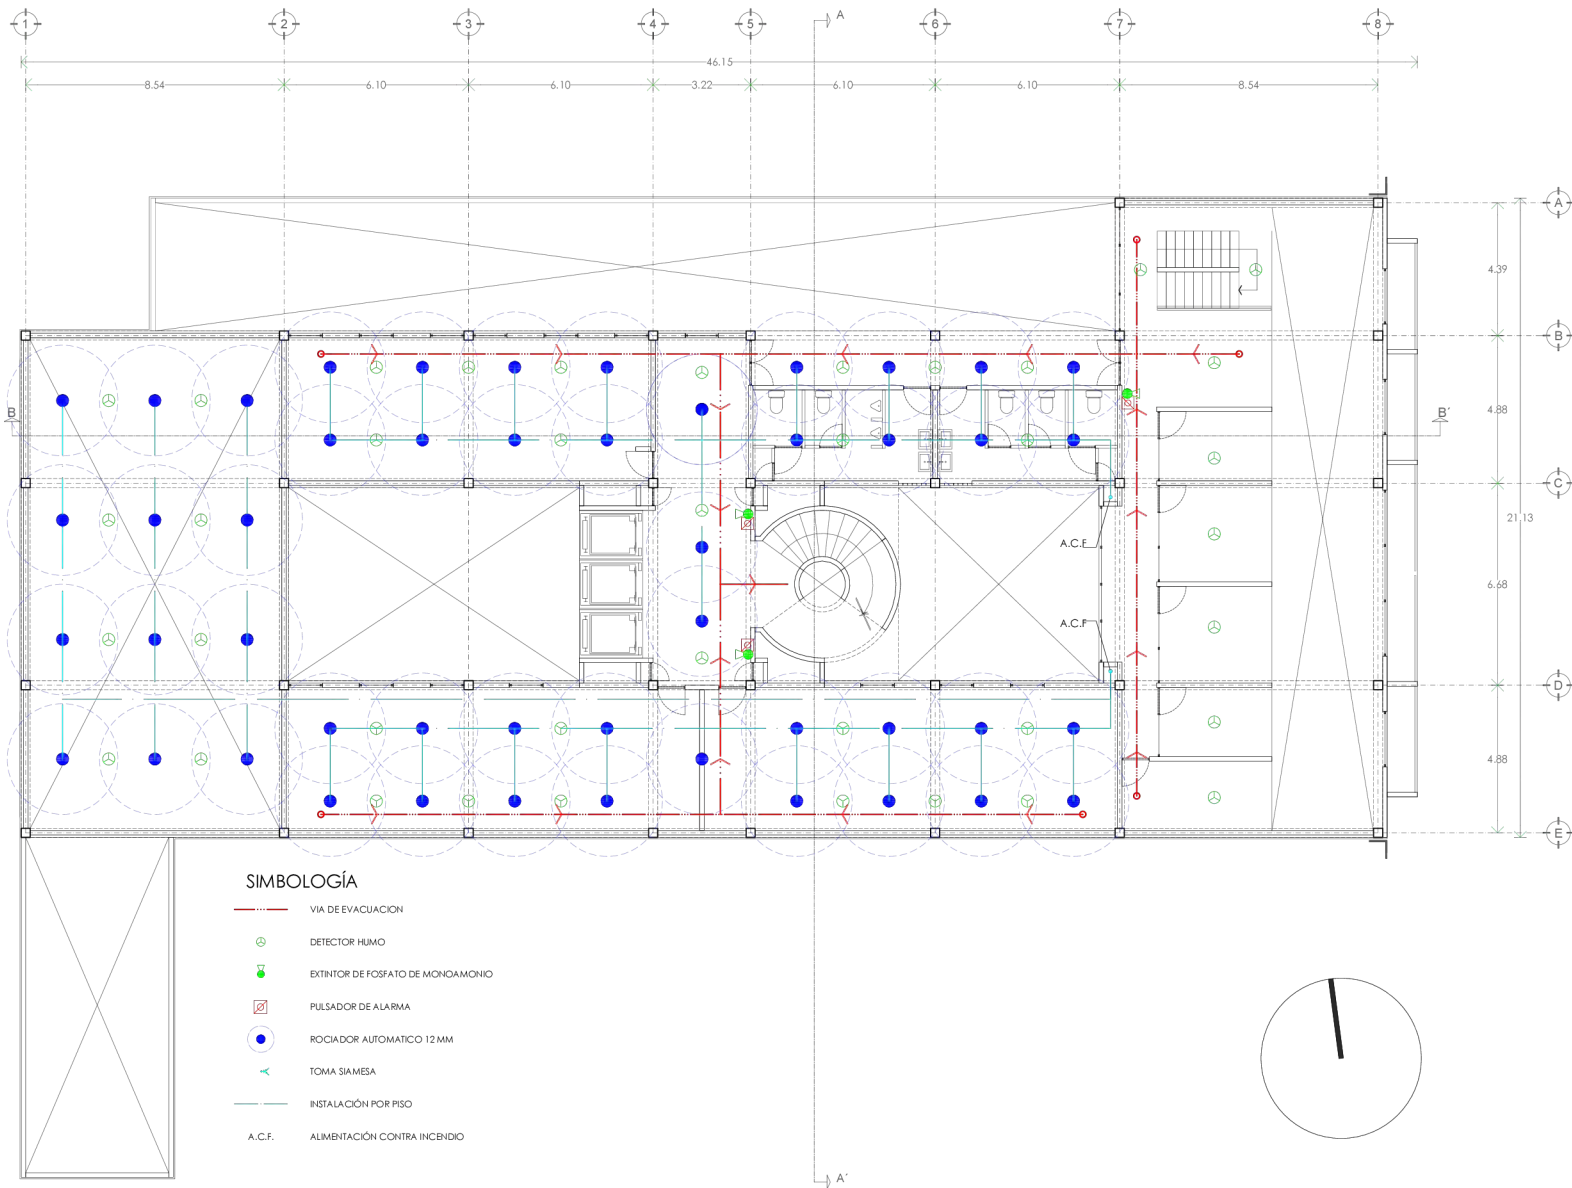 1 2 3 4 5 6 7 8
A
46.15
8.54 6.10 6.10 3.22 6.10 6.10 8.54
A
4.39
B
B B´
4.88
C
A.C.F.
21.13
6.68
A.C.F.
D
4.88
E
SIMBOLOGÍA
VIA DE EVACUACION
DETECTOR HUMO
EXTINTOR DE FOSFATO DE MONOAMONIO
PULSADOR DE ALARMA
ROCIADOR AUTOMATICO 12 MM
TOMA SIAMESA
INSTALACIÓN POR PISO
A.C.F. ALIMENTACIÓN CONTRA INCENDIO
A´